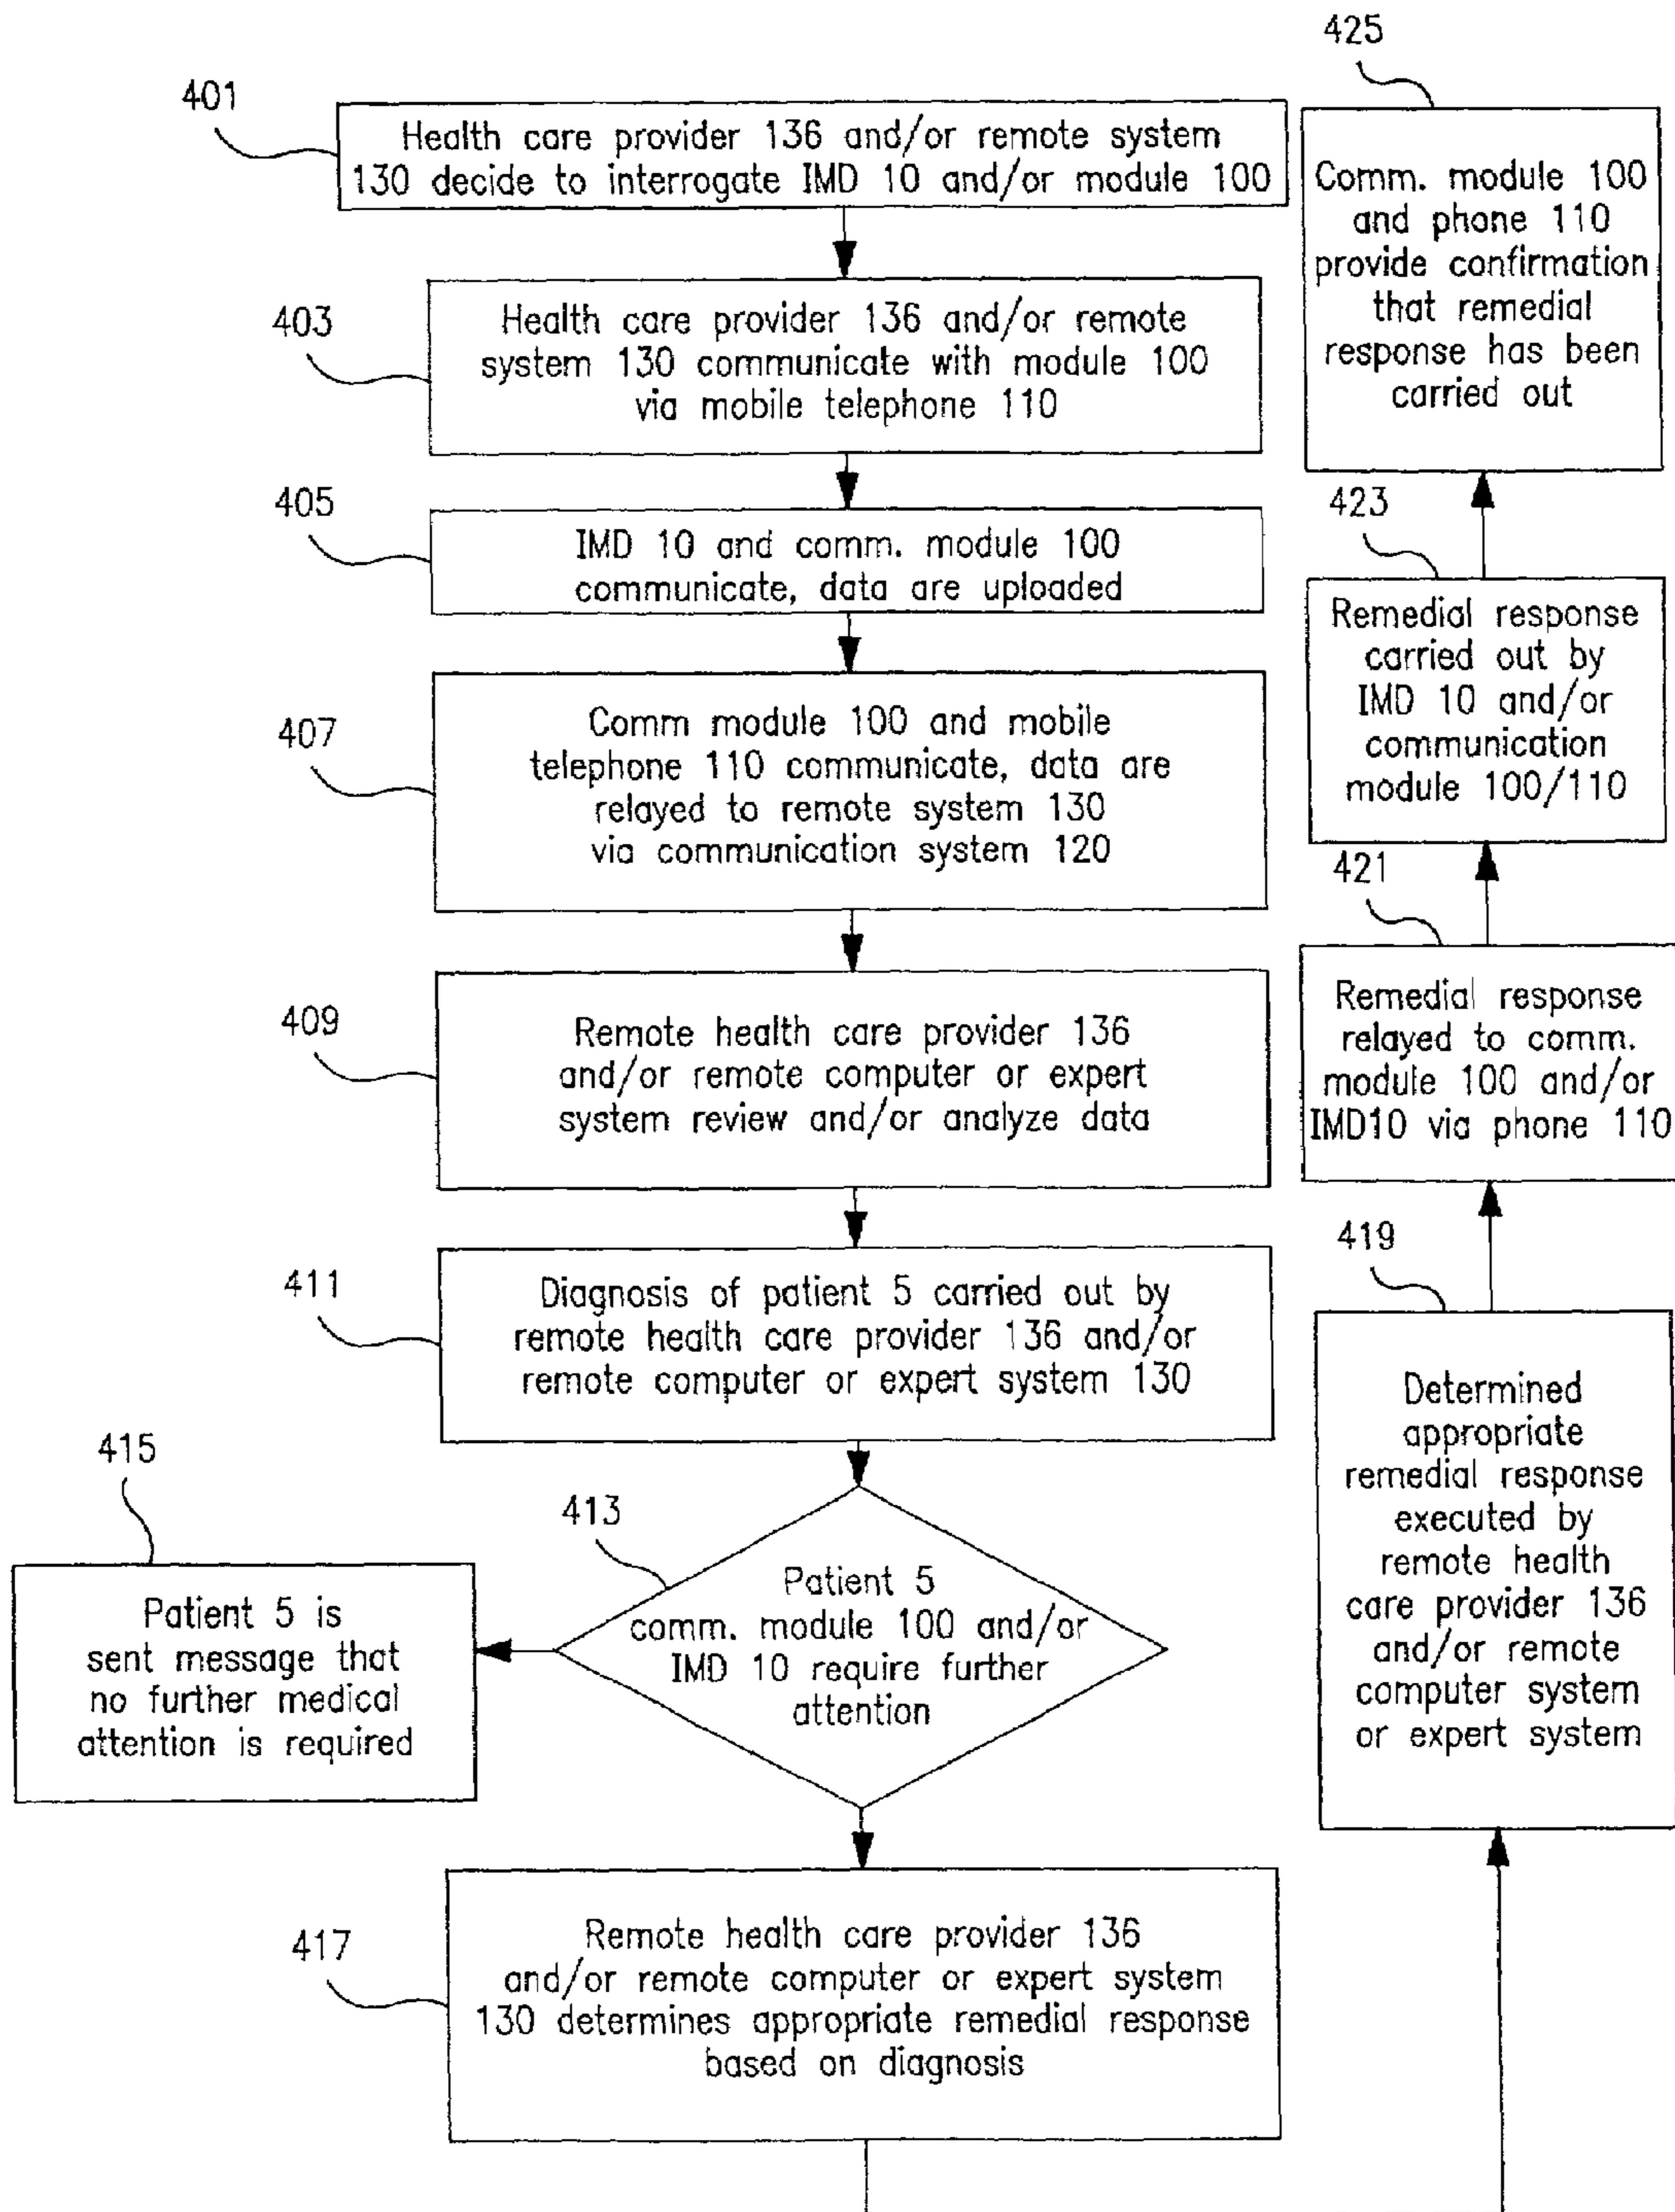 401
Health care provider 136 and/or remote system
130 decide to interrogate IMD 10 and/or module 100
403
Health care provider 136 and/or remote
system 130 communicate with module 100
via mobile telephone 110
405
IMD 10 and comm. module 100
communicate, data are uploaded
407
Comm module 100 and mobile
telephone 110 communicate, data are
relayed to remote system 130
via communication system 120
409
Remote health care provider 136
and/or remote computer or expert
system review and/or analyze data
411
Diagnosis of patient 5 carried out by
remote health care provider 136 and/or
remote computer or expert system 130
413
Patient 5
comm. module 100 and/or
IMD 10 require further
attention
415
Patient 5 is
sent message that
no further medical
attention is required
417
Remote health care provider 136
and/or remote computer or expert system
130 determines appropriate remedial response
based on diagnosis
419
Determined
appropriate
remedial response
executed by
remote health
care provider 136
and/or remote
computer system
or expert system
421
Remedial response
relayed to comm.
module 100 and/or
IMD10 via phone 110
423
Remedial response
carried out by
IMD 10 and/or
communication
module 100/110
425
Comm. module 100
and phone 110
provide confirmation
that remedial
response has been
carried out